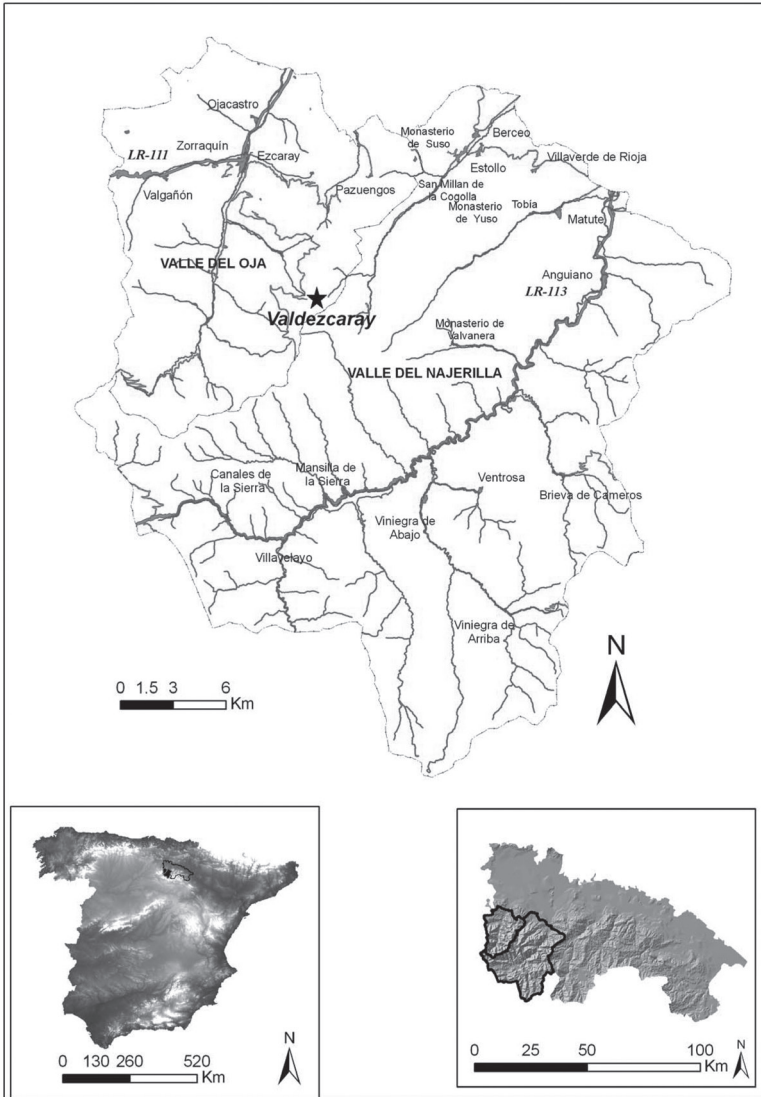 Ojacastro
Monasterio
de Suso
Berceo
LR-111
Zorraquín
Ezcaray
Estollo
Villaverde de Rioja
Valgañón
Pazuengos
San Millan de
la Cogolla
Monasterio
de Yuso
Tobia
Matute
VALLE DEL OJA
Anguiano
LR-113
Valdezcaray
Monasterio de
Valvanera
VALLE DEL NAJERILLA
Canales de
la Sierra
Mansilla de
la Sierra
Ventrosa
Brieva de Cameros
Viniegra de
Abajo
Villavelayo
Viniegra de
Arriba
N
0 1.5 3 6
Km
N
0 130 260 520
Km
N
0 25 50 100
Km